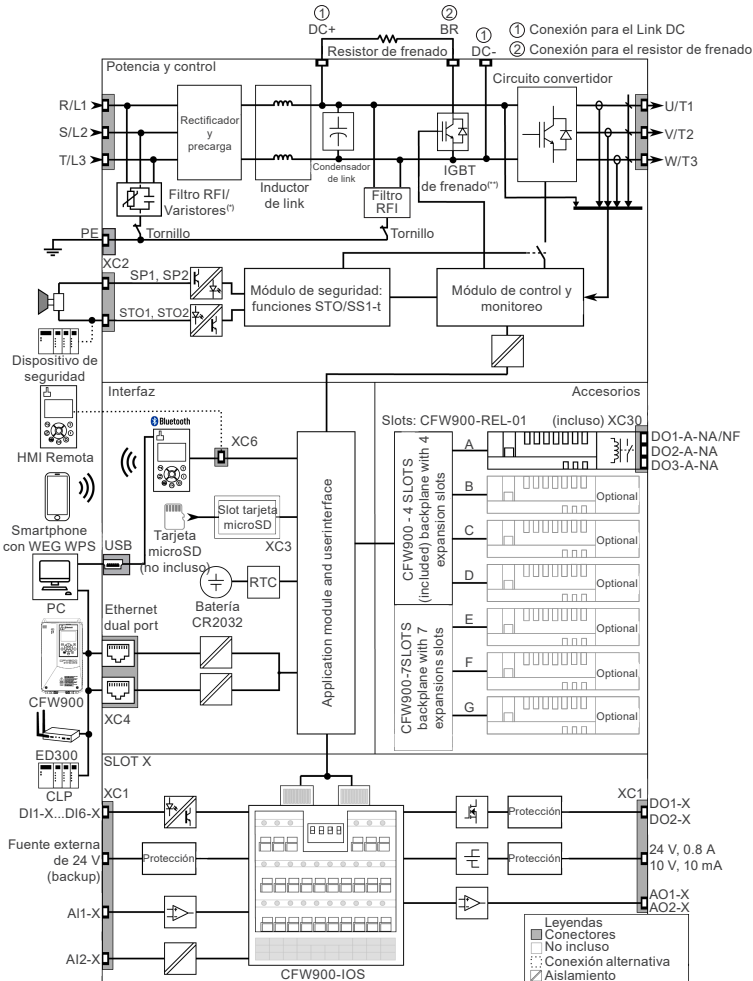 ① DC+
② BR
① DC-
① Conexión para el Link DC
② Conexión para el resistor de frenado
Resistor de frenado
Potencia y control
Circuito convertidor
R/L1
S/L2
T/L3
Rectificador
y
precarga
Inductor
de link
Condensador
de link
IGBT
de frenado(**)
U/T1
V/T2
W/T3
Filtro RFI/
Varistores(*)
Filtro
RFI
PE
Tornillo
Tornillo
XC2
SP1, SP2
STO1, STO2
Módulo de seguridad:
funciones STO/SS1-t
Módulo de control y
monitoreo
Dispositivo de
seguridad
Interfaz
Accesorios
HMI Remota
Bluetooth
XC6
Slots: CFW900-REL-01 (incluso) XC30
A
DO1-A-NA/NF
DO2-A-NA
DO3-A-NA
B
Optional
C
Optional
D
Optional
E
Optional
F
Optional
G
Optional
CFW900 - 4 SLOTS
(included) backplane with 4
expansion slots
CFW900-7SLOTS
backplane with 7
expansions slots
Application module and userinterface
Smartphone
con WEG WPS
Slot tarjeta
microSD
XC3
Tarjeta
microSD
(no incluso)
USB
PC
RTC
Batería
CR2032
Ethernet
dual port
CFW900
XC4
ED300
CLP
SLOT X
XC1
DI1-X...DI6-X
Fuente externa
de 24 V
(backup)
Protección
AI1-X
AI2-X
CFW900-IOS
XC1
Protección
DO1-X
DO2-X
Protección
24 V, 0.8 A
10 V, 10 mA
AO1-X
AO2-X
Leyendas
Conectores
No incluso
Conexión alternativa
Aislamiento